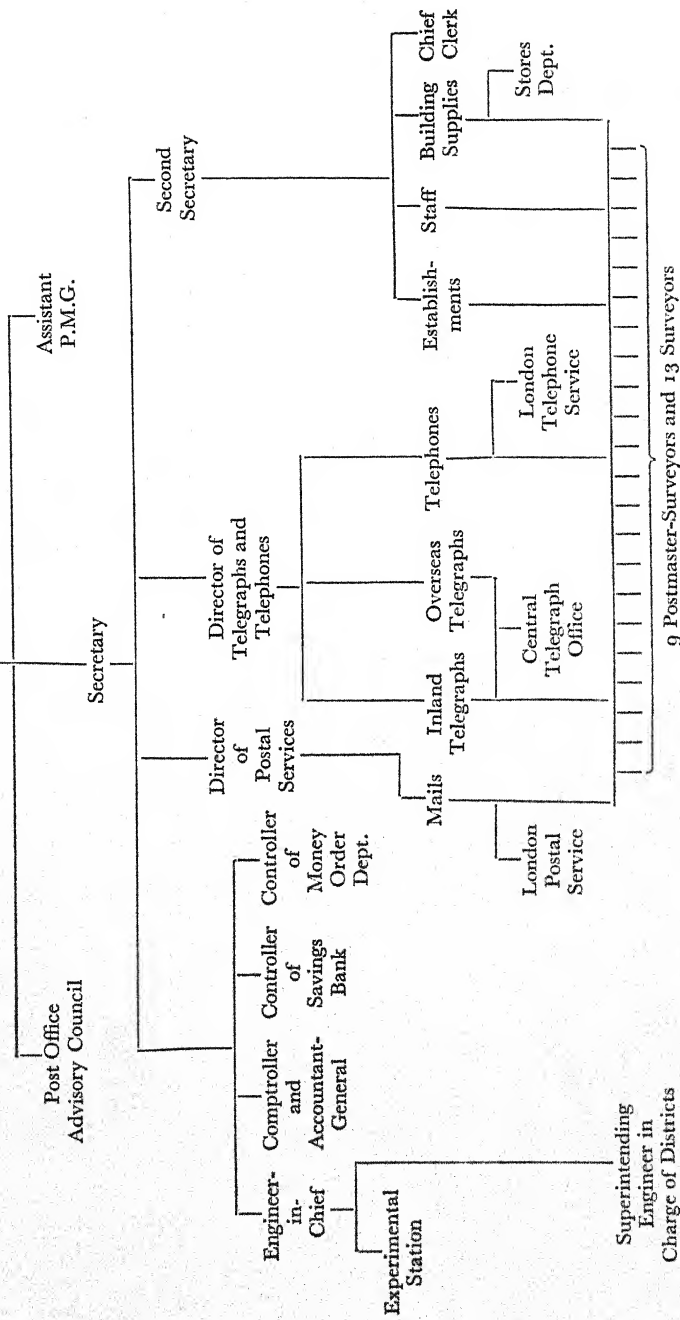 Post Office
Advisory Council
Assistant
P.M.G.
Secretary
Director
of
Postal
Services
Director of
Telegraphs and
Telephones
Second
Secretary
Engineer-
in-
Chief
Comptroller
and
Accountant-
General
Controller
of
Savings
Bank
Controller
of
Money
Order
Dept.
Mails
Inland
Telegraphs
Overseas
Telegraphs
Telephones
Establish-
ments
Staff
Building
Supplies
Chief
Clerk
Experimental
Station
London
Postal
Service
Central
Telegraph
Office
London
Telephone
Service
Stores
Dept.
Superintending
Engineer in
Charge of Districts
9 Postmaster-Surveyors and 13 Surveyors